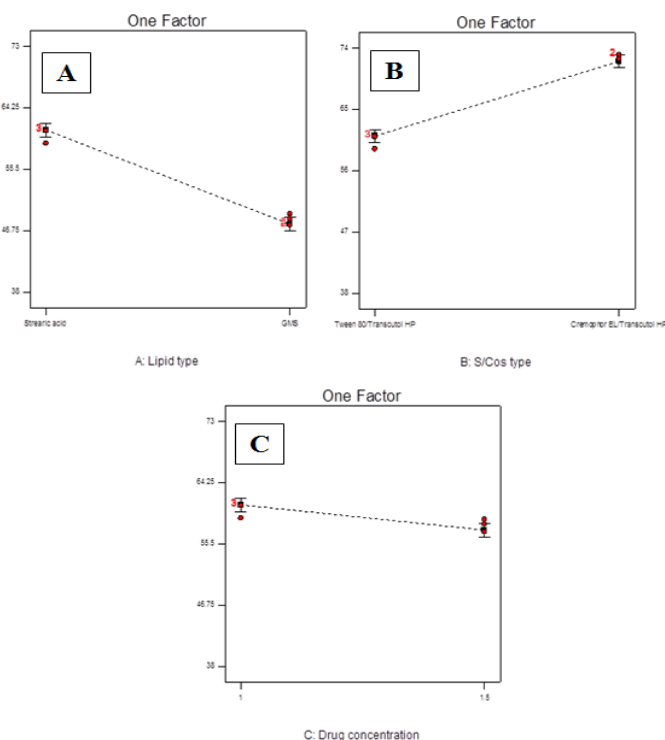 One Factor
A
73
64.25
55.5
46.75
38
3
2
Strearic acid
GMS
A: Lipid type
One Factor
B
74
65
56
47
38
3
2
Tween 80/Transcutol HP
Cremophor EL/Transcutol HP
B: S/Cos type
One Factor
C
73
64.25
55.5
46.75
38
3
1
1.5
C: Drug concentration